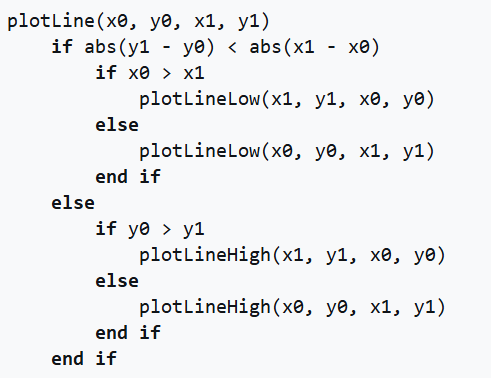 plotLine(x0, y0, x1, y1)
    if abs(y1 - y0) < abs(x1 - x0)
        if x0 > x1
            plotLineLow(x1, y1, x0, y0)
        else
            plotLineLow(x0, y0, x1, y1)
        end if
    else
        if y0 > y1
            plotLineHigh(x1, y1, x0, y0)
        else
            plotLineHigh(x0, y0, x1, y1)
        end if
    end if